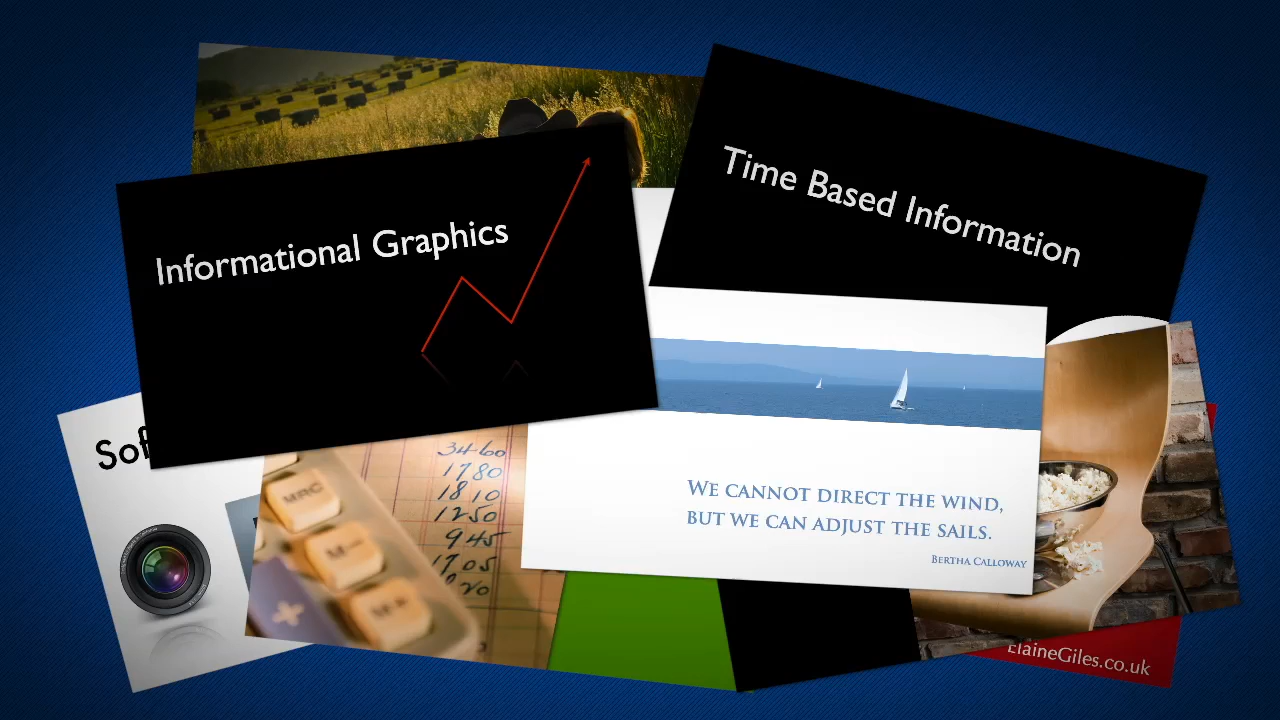 Time Based Information
Informational Graphics
WE CANNOT DIRECT THE WIND,
BUT WE CAN ADJUST THE SAILS.
BERTHA CALLOWAY
3460
1780
1810
1250
945
1705
MRC
M−
M+
+
ElaineGiles.co.uk